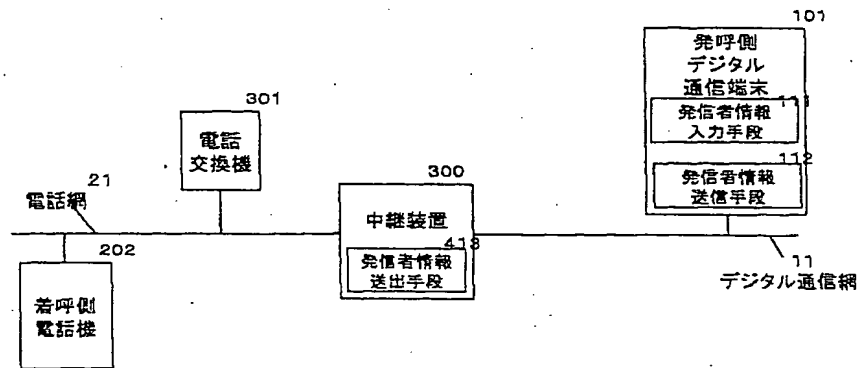 101
発呼側
デジタル
通信端末
111
発信者情報
入力手段
112
発信者情報
送信手段
301
電話
交換機
300
中継装置
413
発信者情報
送出手段
21
電話網
202
着呼側
電話機
11
デジタル通信網